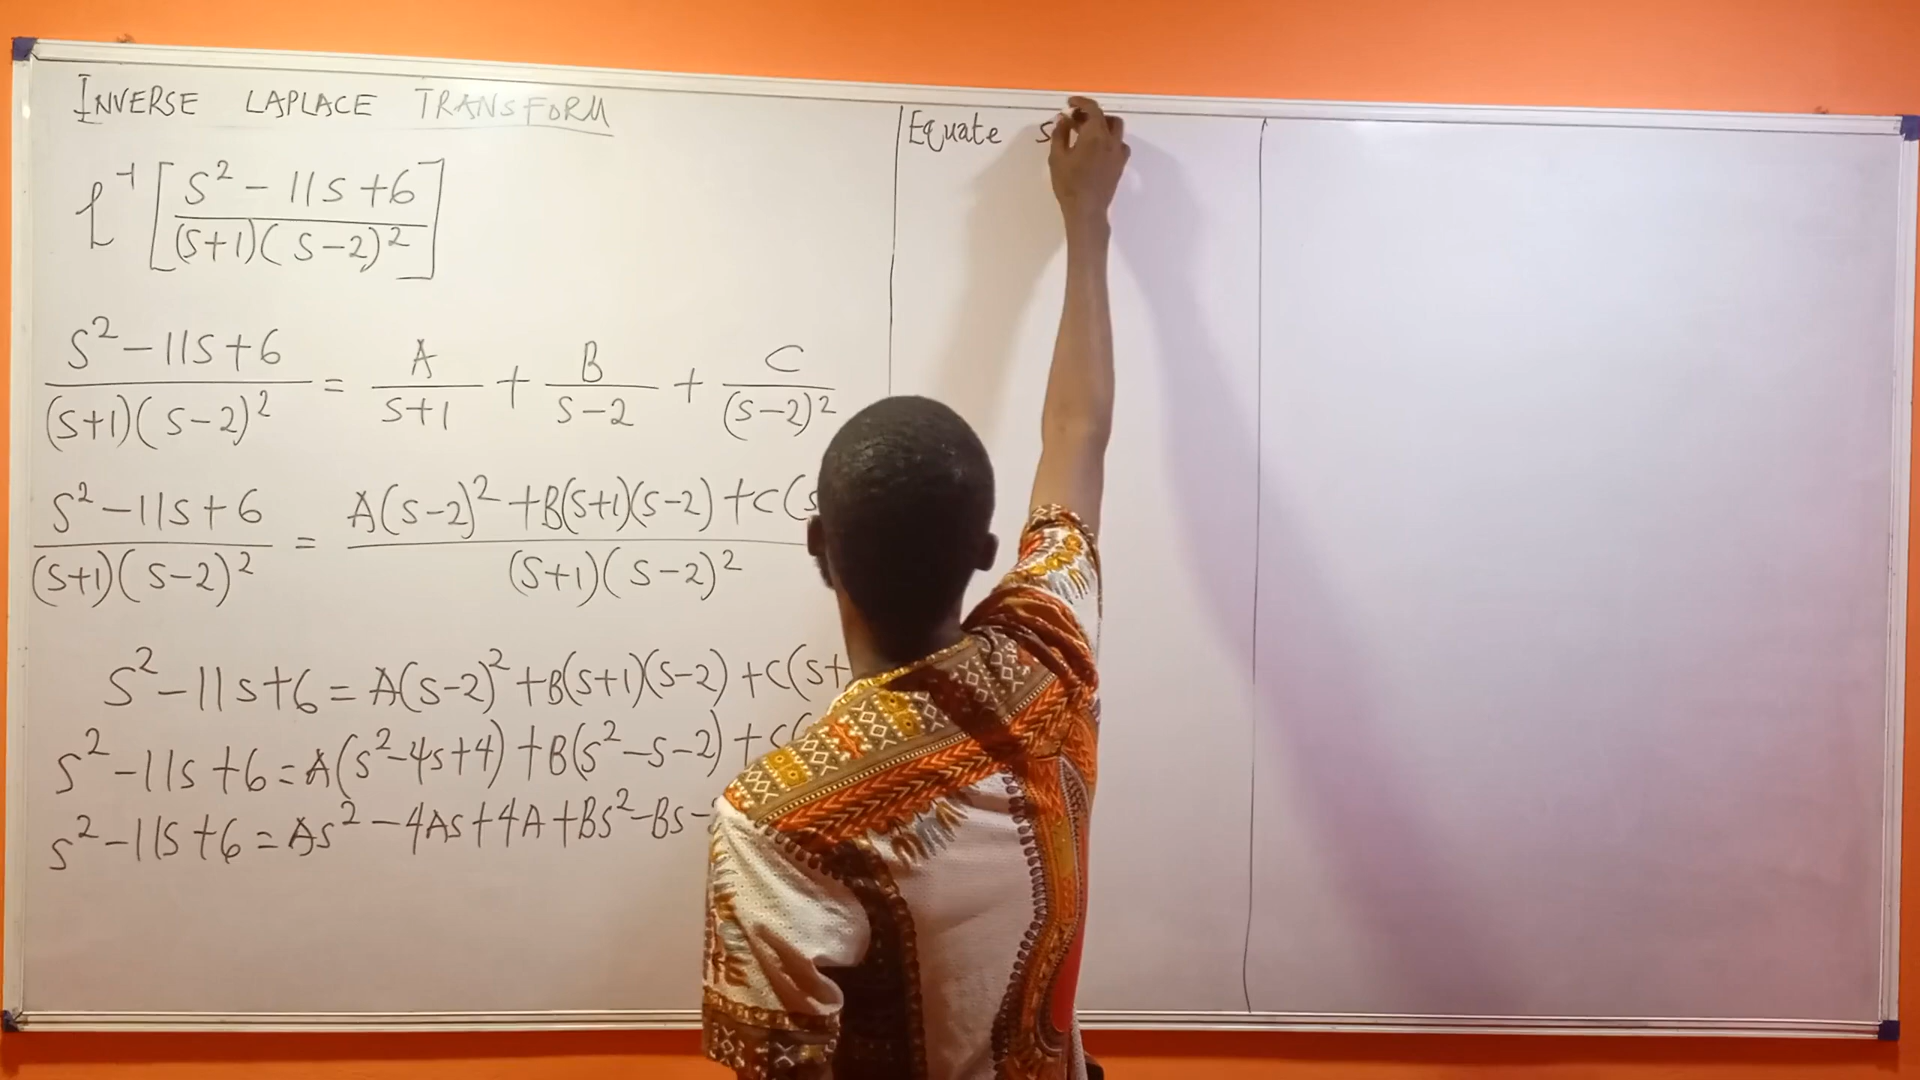 INVERSE LAPLACE TRANSFORM
ℒ⁻¹ [ (s² - 11s + 6) / ((s+1)(s-2)²) ]
(s² - 11s + 6) / ((s+1)(s-2)²) = A/(s+1) + B/(s-2) + C/(s-2)²
(s² - 11s + 6) / ((s+1)(s-2)²) = A(s-2)² + B(s+1)(s-2) + C(s / (s+1)(s-2)²
s² - 11s + 6 = A(s-2)² + B(s+1)(s-2) + C(s+
s² - 11s + 6 = A(s² - 4s + 4) + B(s² - s - 2) + C(
s² - 11s + 6 = As² - 4As + 4A + Bs² - Bs -
Equate s